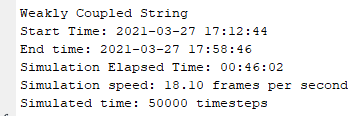 Weakly Coupled String
Start Time: 2021-03-27 17:12:44
End time: 2021-03-27 17:58:46
Simulation Elapsed Time: 00:46:02
Simulation speed: 18.10 frames per second
Simulated time: 50000 timesteps